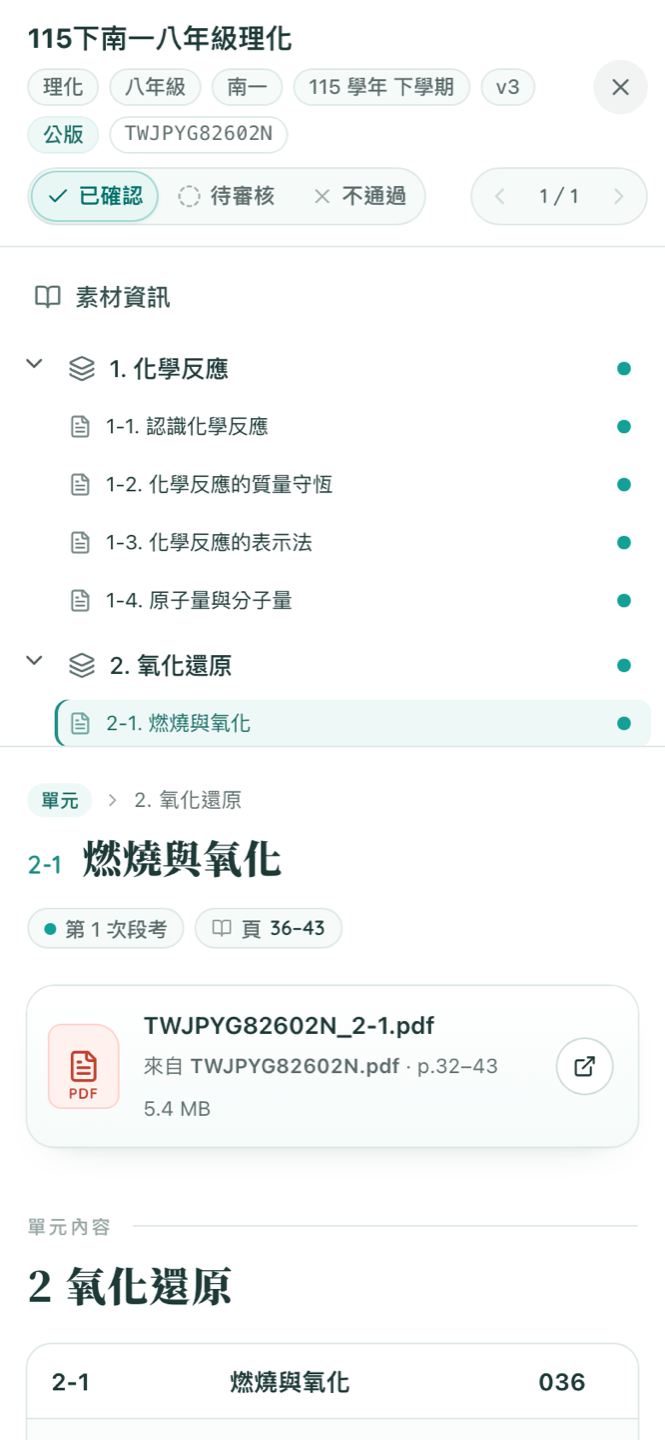 115下南一八年級理化
理化 八年級 南一 115 學年 下學期 v3
公版 TWJPYG82602N
已確認 待審核 不通過 1 / 1
素材資訊
1. 化學反應
1-1. 認識化學反應
1-2. 化學反應的質量守恆
1-3. 化學反應的表示法
1-4. 原子量與分子量
2. 氧化還原
2-1. 燃燒與氧化
單元 2. 氧化還原
2-1 燃燒與氧化
第 1 次段考 頁 36–43
TWJPYG82602N_2-1.pdf
來自 TWJPYG82602N.pdf · p.32–43
PDF
5.4 MB
單元內容
2 氧化還原
2-1 燃燒與氧化 036